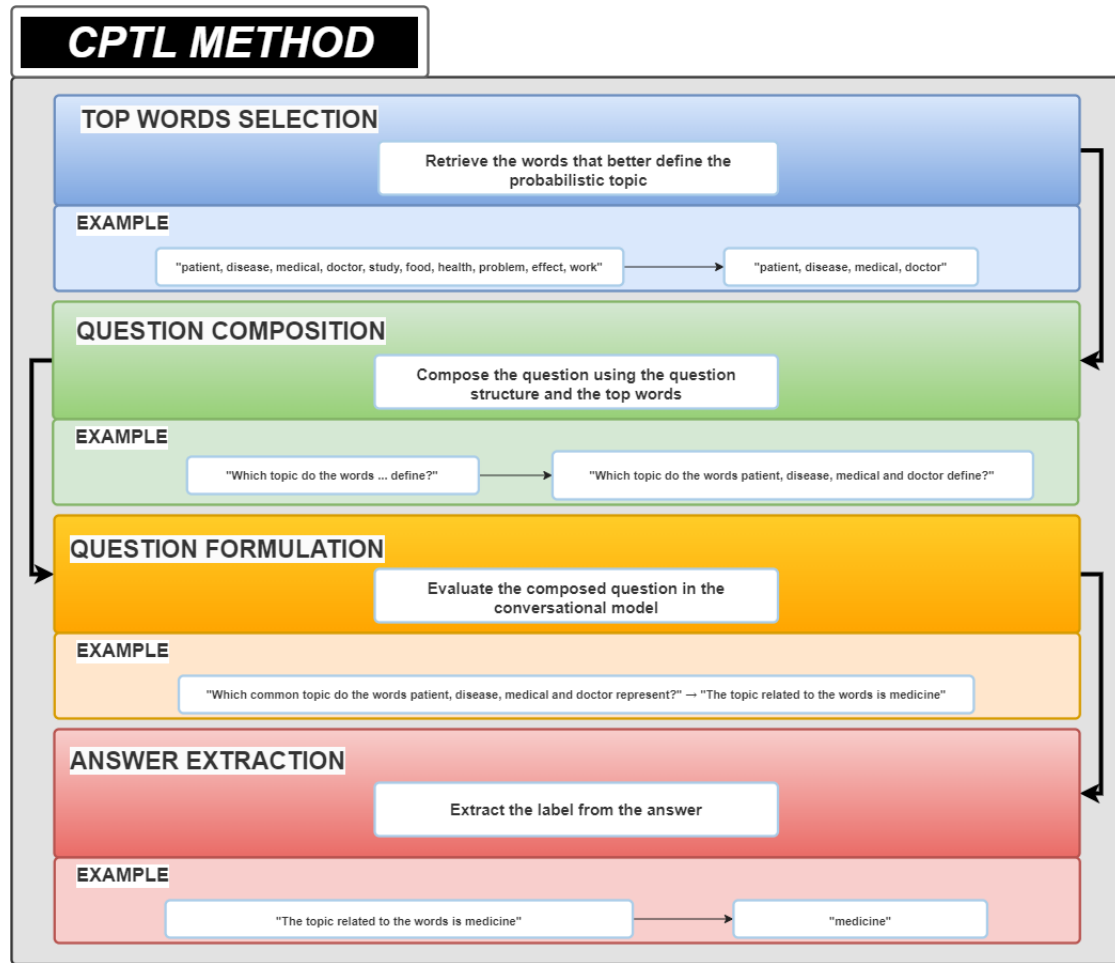 CPTL METHOD
TOP WORDS SELECTION
Retrieve the words that better define the
probabilistic topic
EXAMPLE
"patient, disease, medical, doctor, study, food, health, problem, effect, work"
"patient, disease, medical, doctor"
QUESTION COMPOSITION
Compose the question using the question
structure and the top words
EXAMPLE
"Which topic do the words ... define?"
"Which topic do the words patient, disease, medical and doctor define?"
QUESTION FORMULATION
Evaluate the composed question in the
conversational model
EXAMPLE
"Which common topic do the words patient, disease, medical and doctor represent?" → "The topic related to the words is medicine"
ANSWER EXTRACTION
Extract the label from the answer
EXAMPLE
"The topic related to the words is medicine"
"medicine"